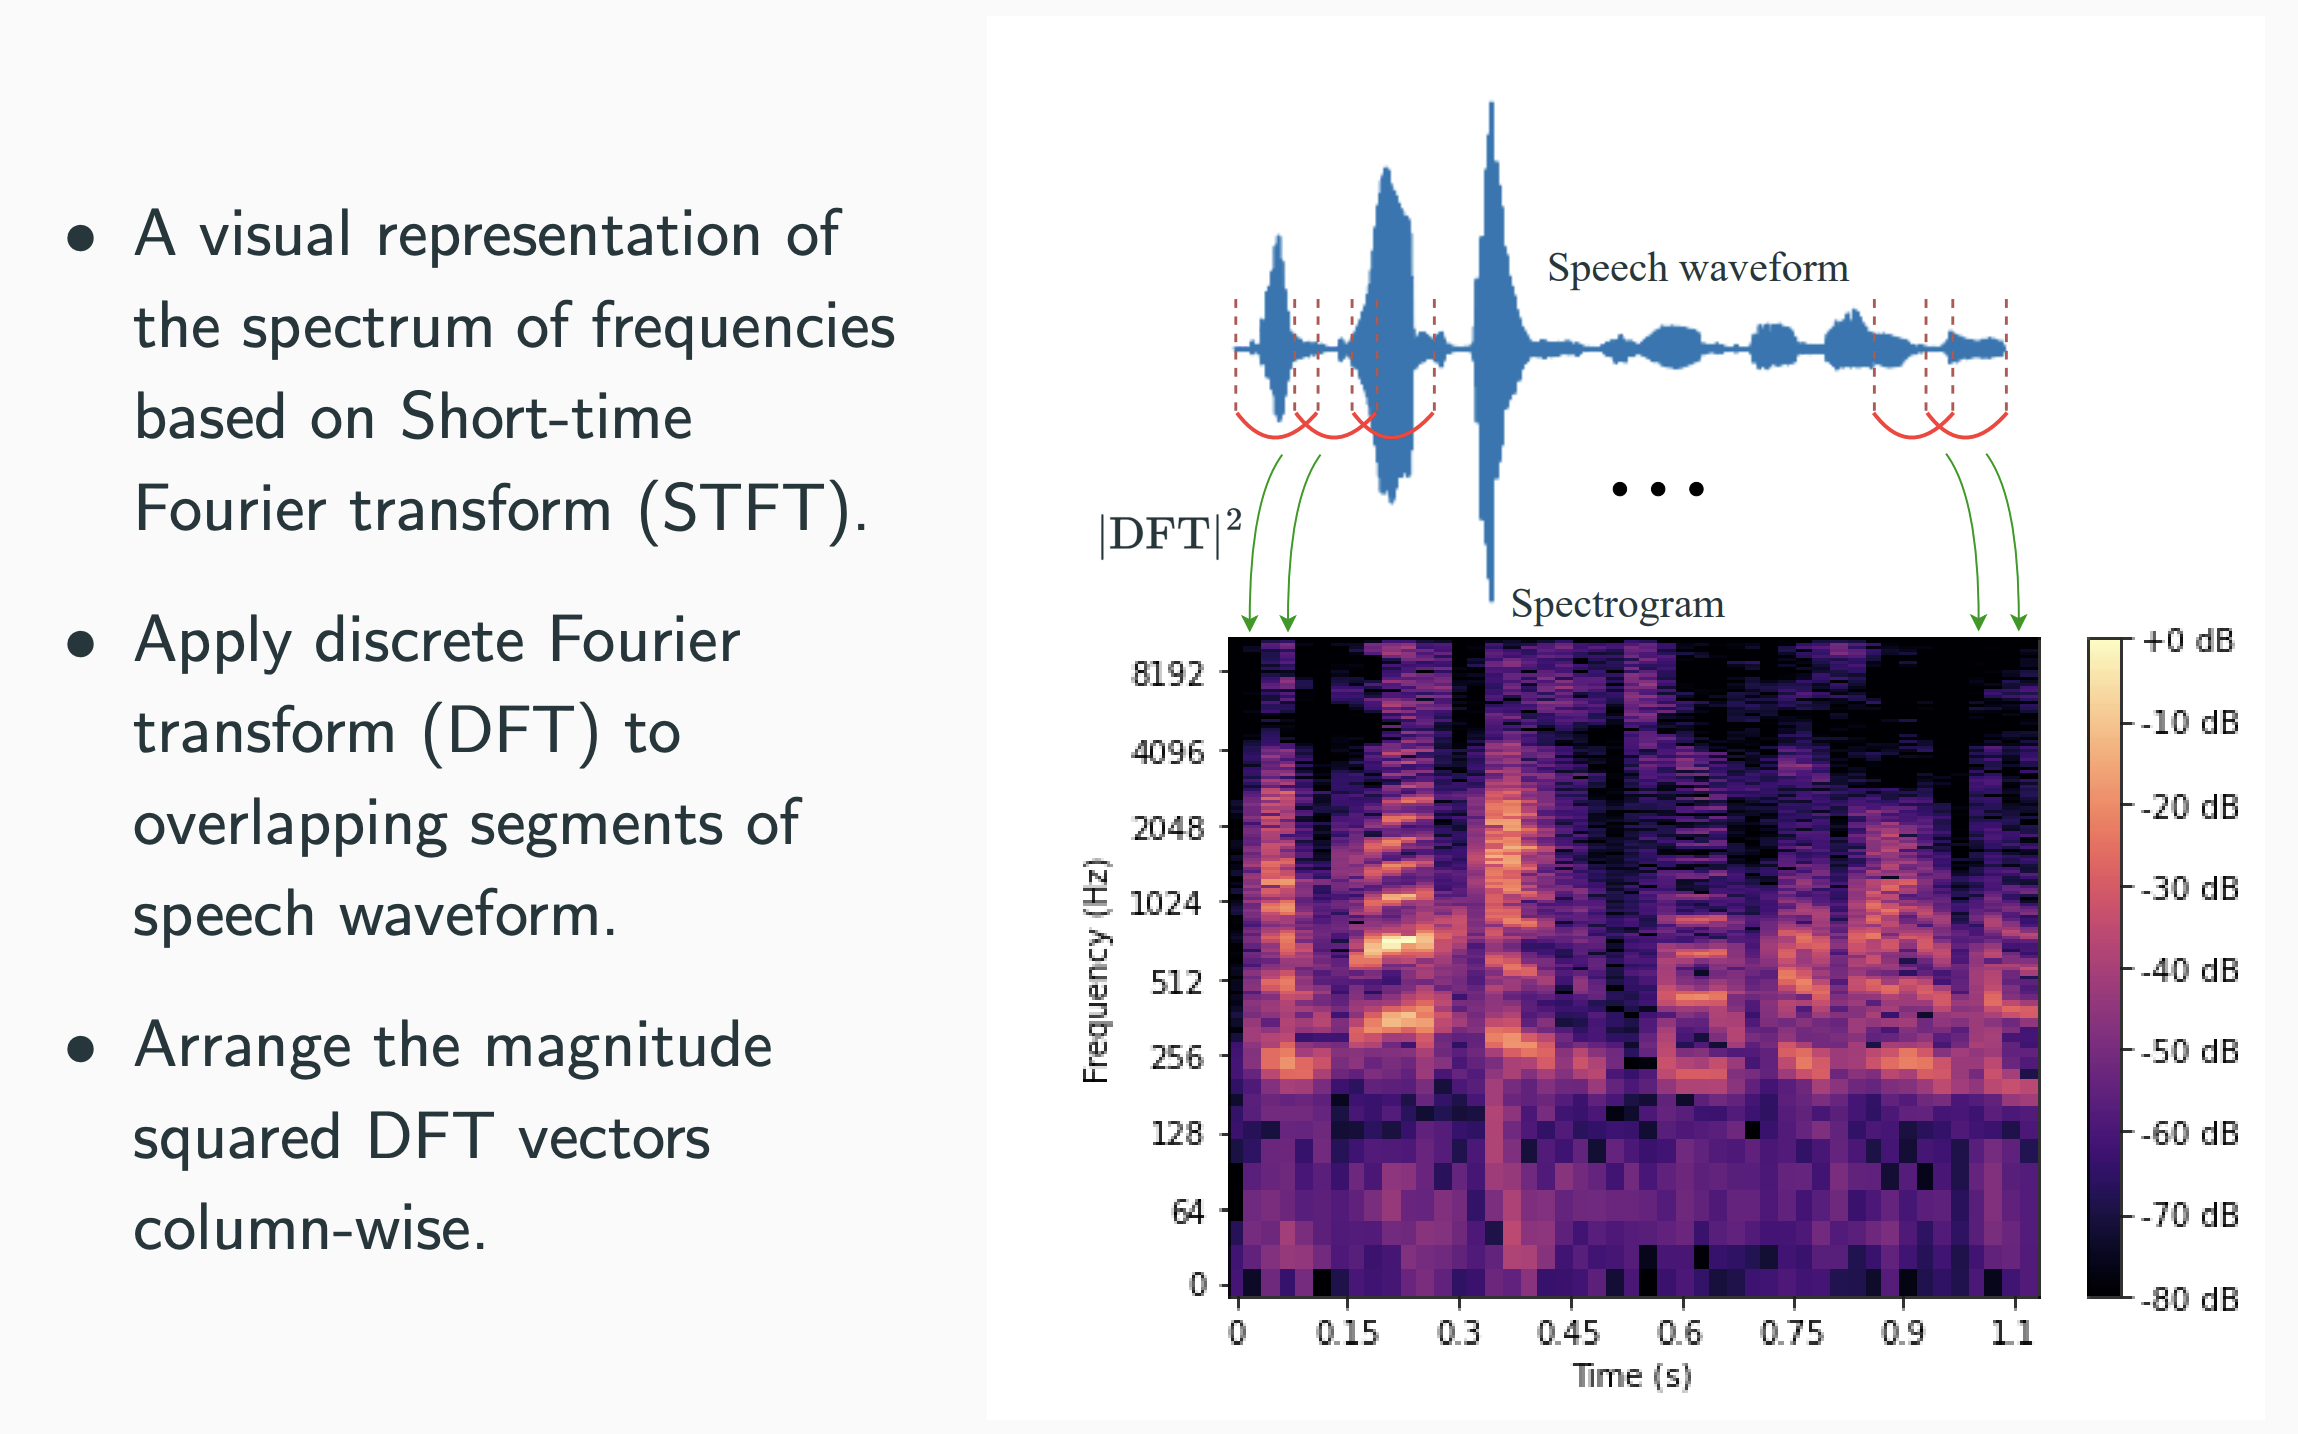 • A visual representation of
the spectrum of frequencies
based on Short-time
Fourier transform (STFT).
• Apply discrete Fourier
transform (DFT) to
overlapping segments of
speech waveform.
• Arrange the magnitude
squared DFT vectors
column-wise.
Speech waveform
• • •
|DFT|²
Spectrogram
Frequency (Hz)
8192
4096
2048
1024
512
256
128
64
0
0 0.15 0.3 0.45 0.6 0.75 0.9 1.1
Time (s)
+0 dB
-10 dB
-20 dB
-30 dB
-40 dB
-50 dB
-60 dB
-70 dB
-80 dB